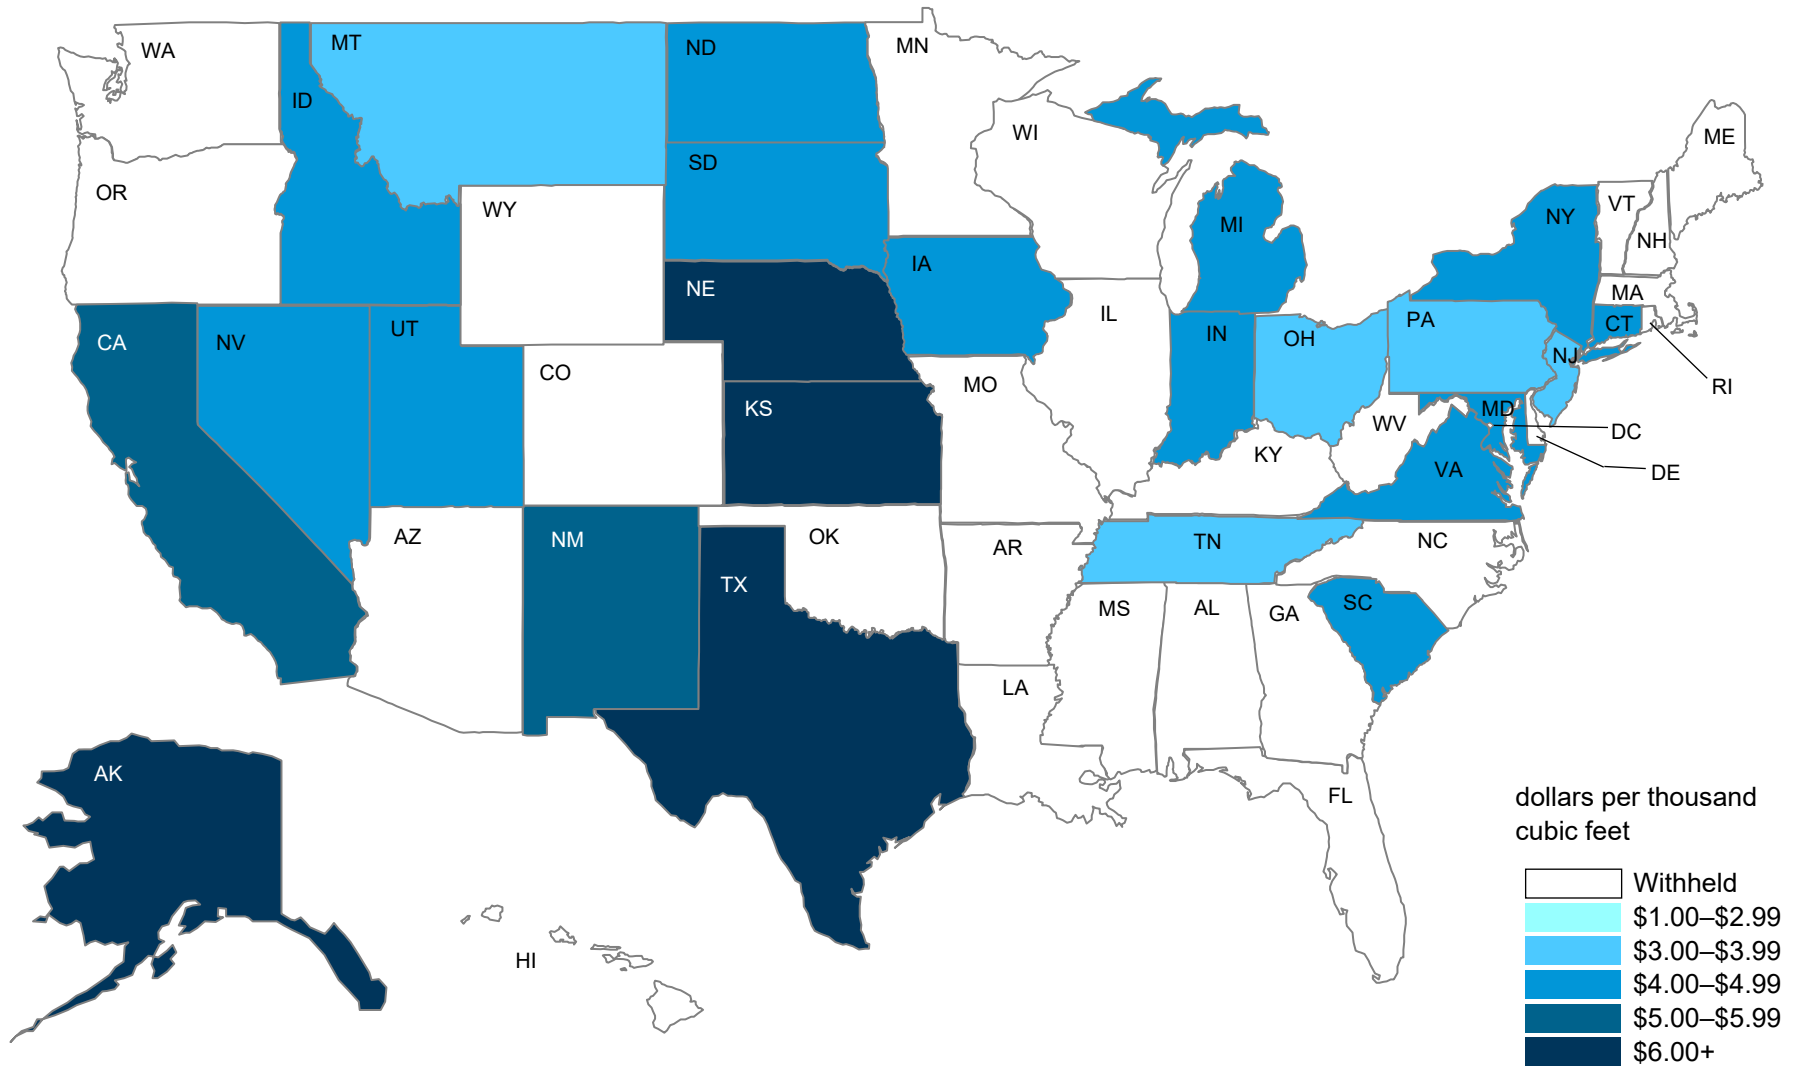 WA
MT
ND
MN
ID
WI
ME
SD
OR
WY
VT
NY
MI
NH
IA
NE
MA
IL
PA
CT
CA
NV
UT
IN
OH
NJ
CO
MO
RI
KS
MD
WV
DC
KY
VA
DE
AZ
NM
OK
AR
TN
NC
TX
MS
AL
GA
SC
LA
AK
FL
HI
dollars per thousand
cubic feet
Withheld
$1.00–$2.99
$3.00–$3.99
$4.00–$4.99
$5.00–$5.99
$6.00+